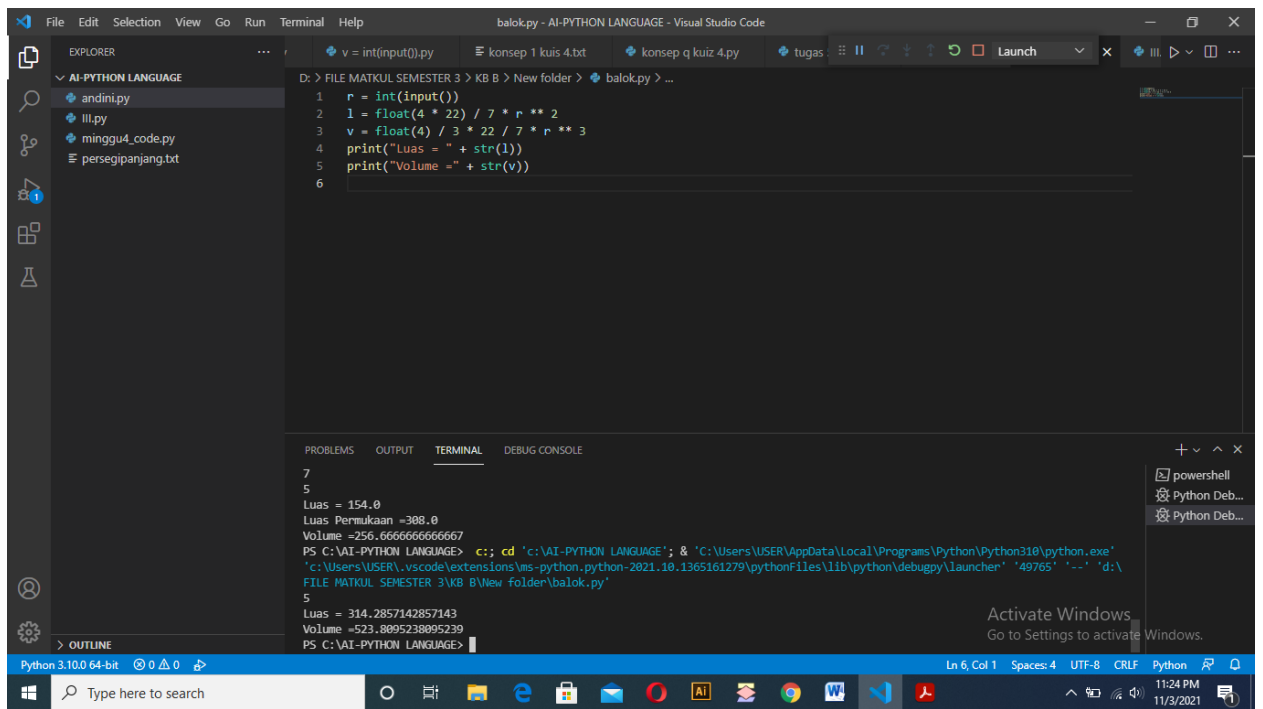 File Edit Selection View Go Run Terminal Help balok.py - AI-PYTHON LANGUAGE - Visual Studio Code
EXPLORER
v = int(input()).py konsep 1 kuis 4.txt konsep q kuiz 4.py tugas Launch III.
AI-PYTHON LANGUAGE
andini.py
III.py
minggu4_code.py
persegipanjang.txt
D: > FILE MATKUL SEMESTER 3 > KB B > New folder > balok.py > ...
1 r = int(input())
2 l = float(4 * 22) / 7 * r ** 2
3 v = float(4) / 3 * 22 / 7 * r ** 3
4 print("Luas = " + str(l))
5 print("Volume =" + str(v))
6
1
PROBLEMS OUTPUT TERMINAL DEBUG CONSOLE
powershell
Python Deb...
Python Deb...
7
5
Luas = 154.0
Luas Permukaan =308.0
Volume =256.6666666666667
PS C:\AI-PYTHON LANGUAGE> c:; cd 'c:\AI-PYTHON LANGUAGE'; & 'C:\Users\USER\AppData\Local\Programs\Python\Python310\python.exe'
'c:\Users\USER\.vscode\extensions\ms-python.python-2021.10.1365161279\pythonFiles\lib\python\debugpy\launcher' '49765' '--' 'd:\
FILE MATKUL SEMESTER 3\KB B\New folder\balok.py'
5
Luas = 314.2857142857143
Volume =523.8095238095239
PS C:\AI-PYTHON LANGUAGE>
Activate Windows
Go to Settings to activate Windows.
OUTLINE
Python 3.10.0 64-bit 0 0 Ln 6, Col 1 Spaces: 4 UTF-8 CRLF Python
Type here to search
Ai
W
11:24 PM
11/3/2021
1